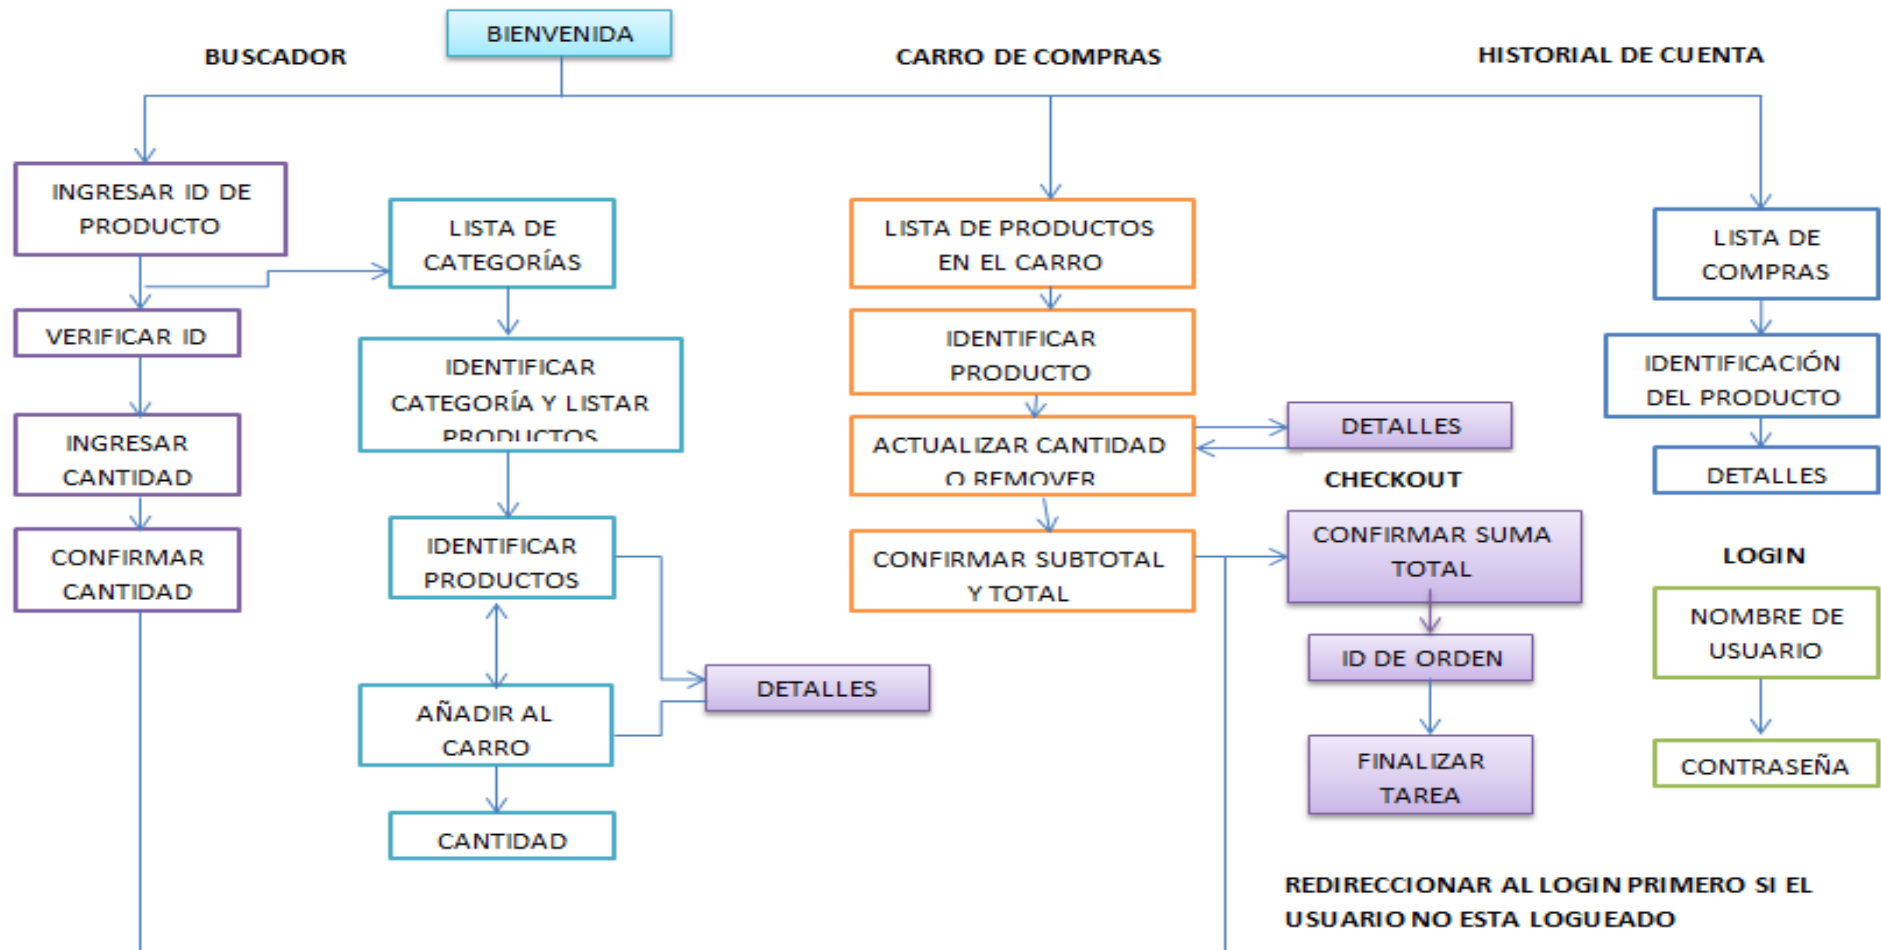 BIENVENIDA
BUSCADOR
CARRO DE COMPRAS
HISTORIAL DE CUENTA
INGRESAR ID DE
PRODUCTO
VERIFICAR ID
INGRESAR
CANTIDAD
CONFIRMAR
CANTIDAD
LISTA DE
CATEGORÍAS
IDENTIFICAR
CATEGORÍA Y LISTAR
PRODUCTOS
IDENTIFICAR
PRODUCTOS
AÑADIR AL
CARRO
CANTIDAD
DETALLES
LISTA DE PRODUCTOS
EN EL CARRO
IDENTIFICAR
PRODUCTO
ACTUALIZAR CANTIDAD
O REMOVER
CONFIRMAR SUBTOTAL
Y TOTAL
DETALLES
CHECKOUT
CONFIRMAR SUMA
TOTAL
ID DE ORDEN
FINALIZAR
TAREA
LISTA DE
COMPRAS
IDENTIFICACIÓN
DEL PRODUCTO
DETALLES
LOGIN
NOMBRE DE
USUARIO
CONTRASEÑA
REDIRECCIONAR AL LOGIN PRIMERO SI EL
USUARIO NO ESTA LOGUEADO